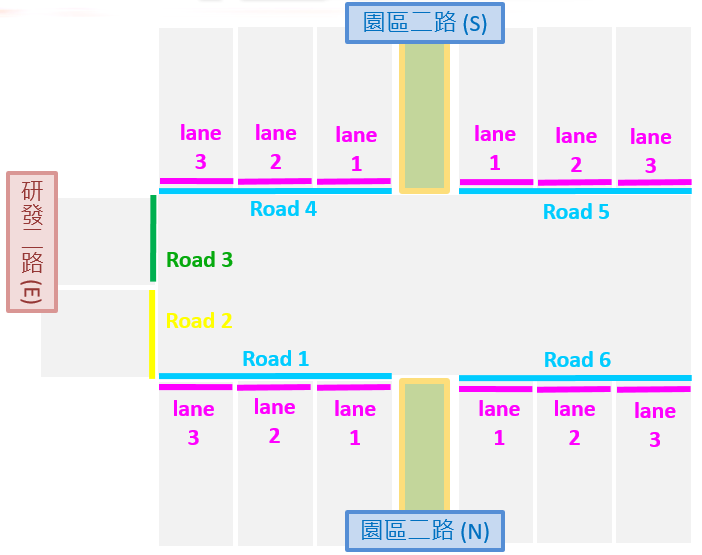 園區二路 (S)
lane
3
lane
2
lane
1
lane
1
lane
2
lane
3
Road 4
Road 5
研發二路 (E)
Road 3
Road 2
Road 1
Road 6
lane
3
lane
2
lane
1
lane
1
lane
2
lane
3
園區二路 (N)